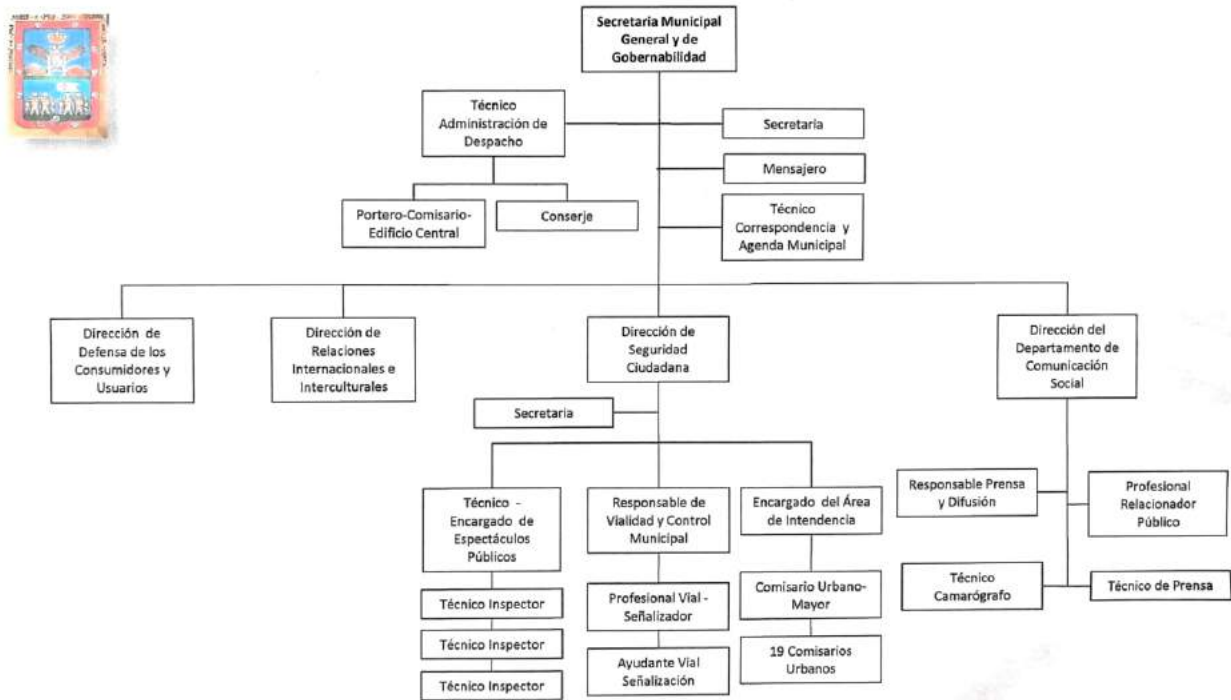 Secretaria Municipal
General y de
Gobernabilidad
Técnico
Administración de
Despacho
Secretaria
Mensajero
Portero-Comisario-
Edificio Central
Conserje
Técnico
Correspondencia y
Agenda Municipal
Dirección de
Defensa de los
Consumidores y
Usuarios
Dirección de
Relaciones
Internacionales e
Interculturales
Dirección de
Seguridad
Ciudadana
Dirección del
Departamento de
Comunicación
Social
Secretaria
Técnico -
Encargado de
Espectáculos
Públicos
Responsable de
Vialidad y Control
Municipal
Encargado del Área
de Intendencia
Responsable Prensa
y Difusión
Profesional
Relacionador
Público
Técnico Inspector
Profesional Vial -
Señalizador
Comisario Urbano-
Mayor
Técnico
Camarógrafo
Técnico de Prensa
Técnico Inspector
Ayudante Vial
Señalización
19 Comisarios
Urbanos
Técnico Inspector